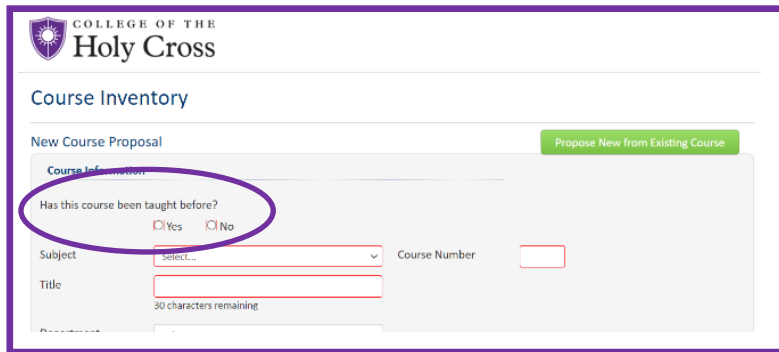 COLLEGE OF THE
Holy Cross
Course Inventory
New Course Proposal
Propose New from Existing Course
Course Information
Has this course been taught before?
Yes No
Subject Select... Course Number
Title
30 characters remaining
Department